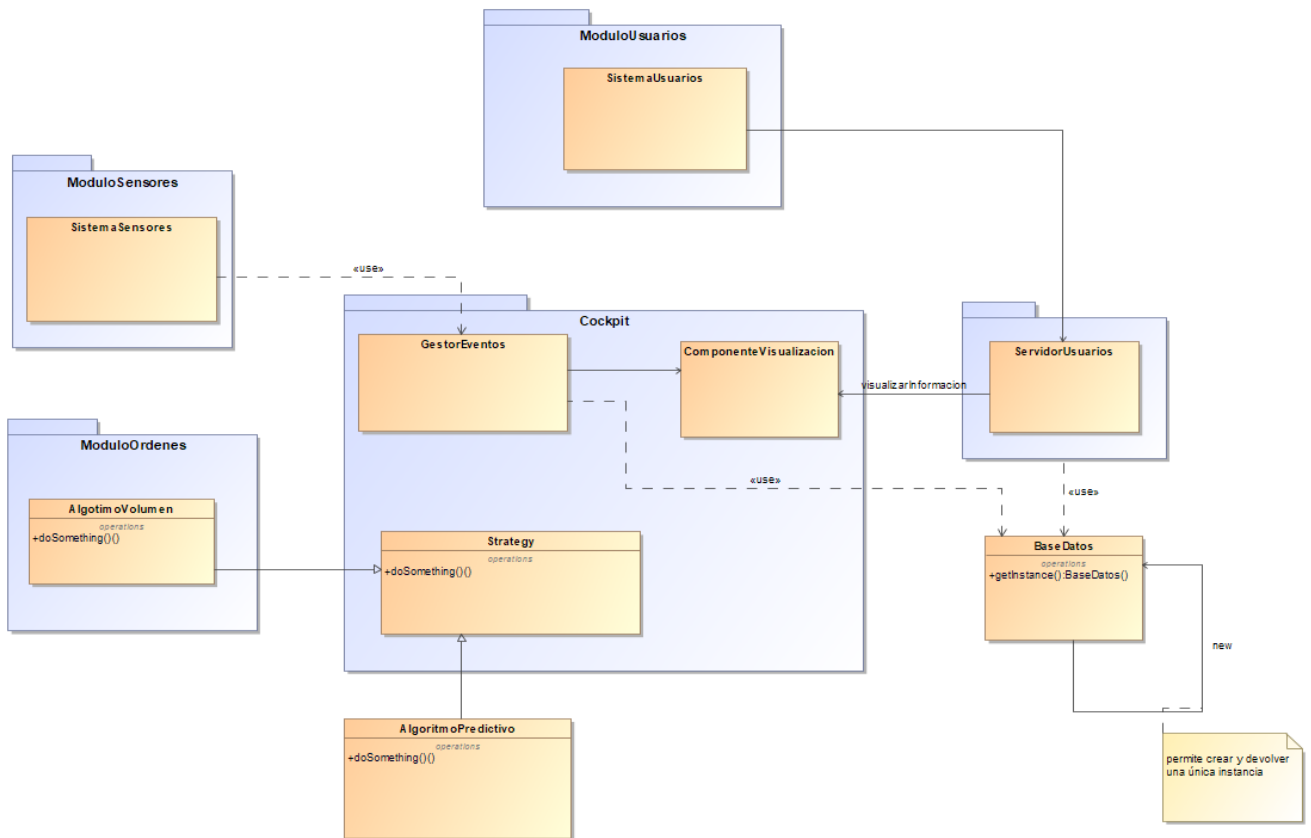 ModuloUsuarios
SistemaUsuarios
ModuloSensores
SistemaSensores
«use»
Cockpit
GestorEventos
ComponenteVisualizacion
ServidorUsuarios
visualizarInformacion
ModuloOrdenes
«use»
«use»
AlgotimoVolumen
operations
+doSomething()()
Strategy
operations
+doSomething()()
BaseDatos
operations
+getInstance():BaseDatos()
new
AlgoritmoPredictivo
operations
+doSomething()()
permite crear y devolver
una única instancia